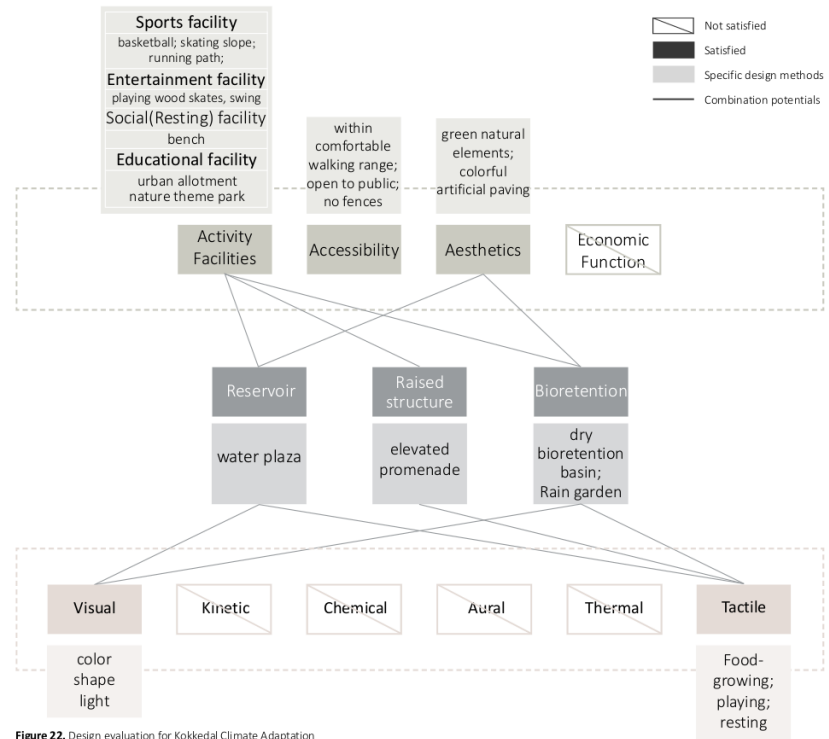 Sports facility
basketball; skating slope;
running path;
Entertainment facility
playing wood skates, swing
Social(Resting) facility
bench
Educational facility
urban allotment
nature theme park
within
comfortable
walking range;
open to public;
no fences
green natural
elements;
colorful
artificial paving
Not satisfied
Satisfied
Specific design methods
Combination potentials
Activity
Facilities
Accessibility
Aesthetics
Economic
Function
Reservoir
Raised
structure
Bioretention
water plaza
elevated
promenade
dry
bioretention
basin;
Rain garden
Visual
Kinetic
Chemical
Aural
Thermal
Tactile
color
shape
light
Food-
growing;
playing;
resting
Figure 22. Design evaluation for Kokkedal Climate Adaptation